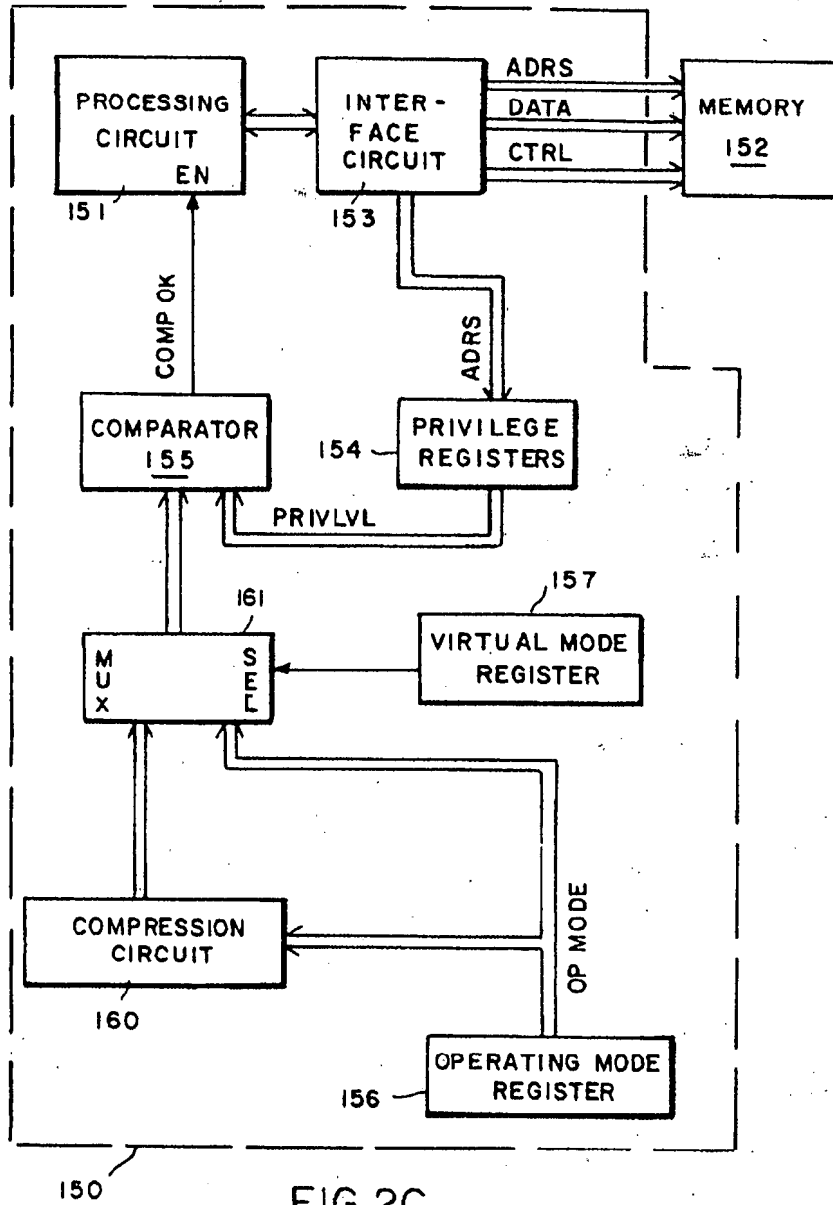 PROCESSING
CIRCUIT
EN
151
INTER-
FACE
CIRCUIT
153
ADRS
DATA
CTRL
MEMORY
152
COMP OK
ADRS
COMPARATOR
155
154
PRIVILEGE
REGISTERS
PRIVLVL
161
MUX
SEL
157
VIRTUAL MODE
REGISTER
COMPRESSION
CIRCUIT
160
OP MODE
OPERATING MODE
REGISTER
156
150
FIG.2C